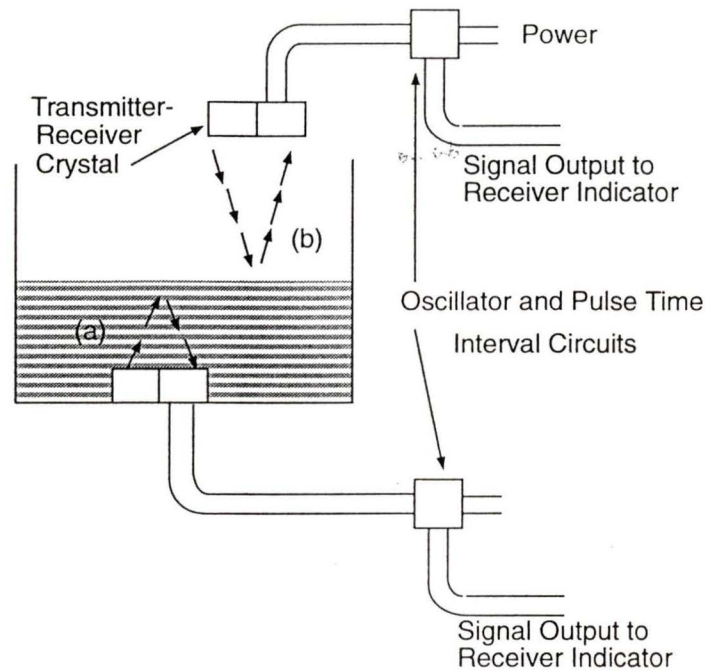 Power
Transmitter-
Receiver
Crystal
Signal Output to
Receiver Indicator
(b)
Oscillator and Pulse Time
Interval Circuits
(a)
Signal Output to
Receiver Indicator